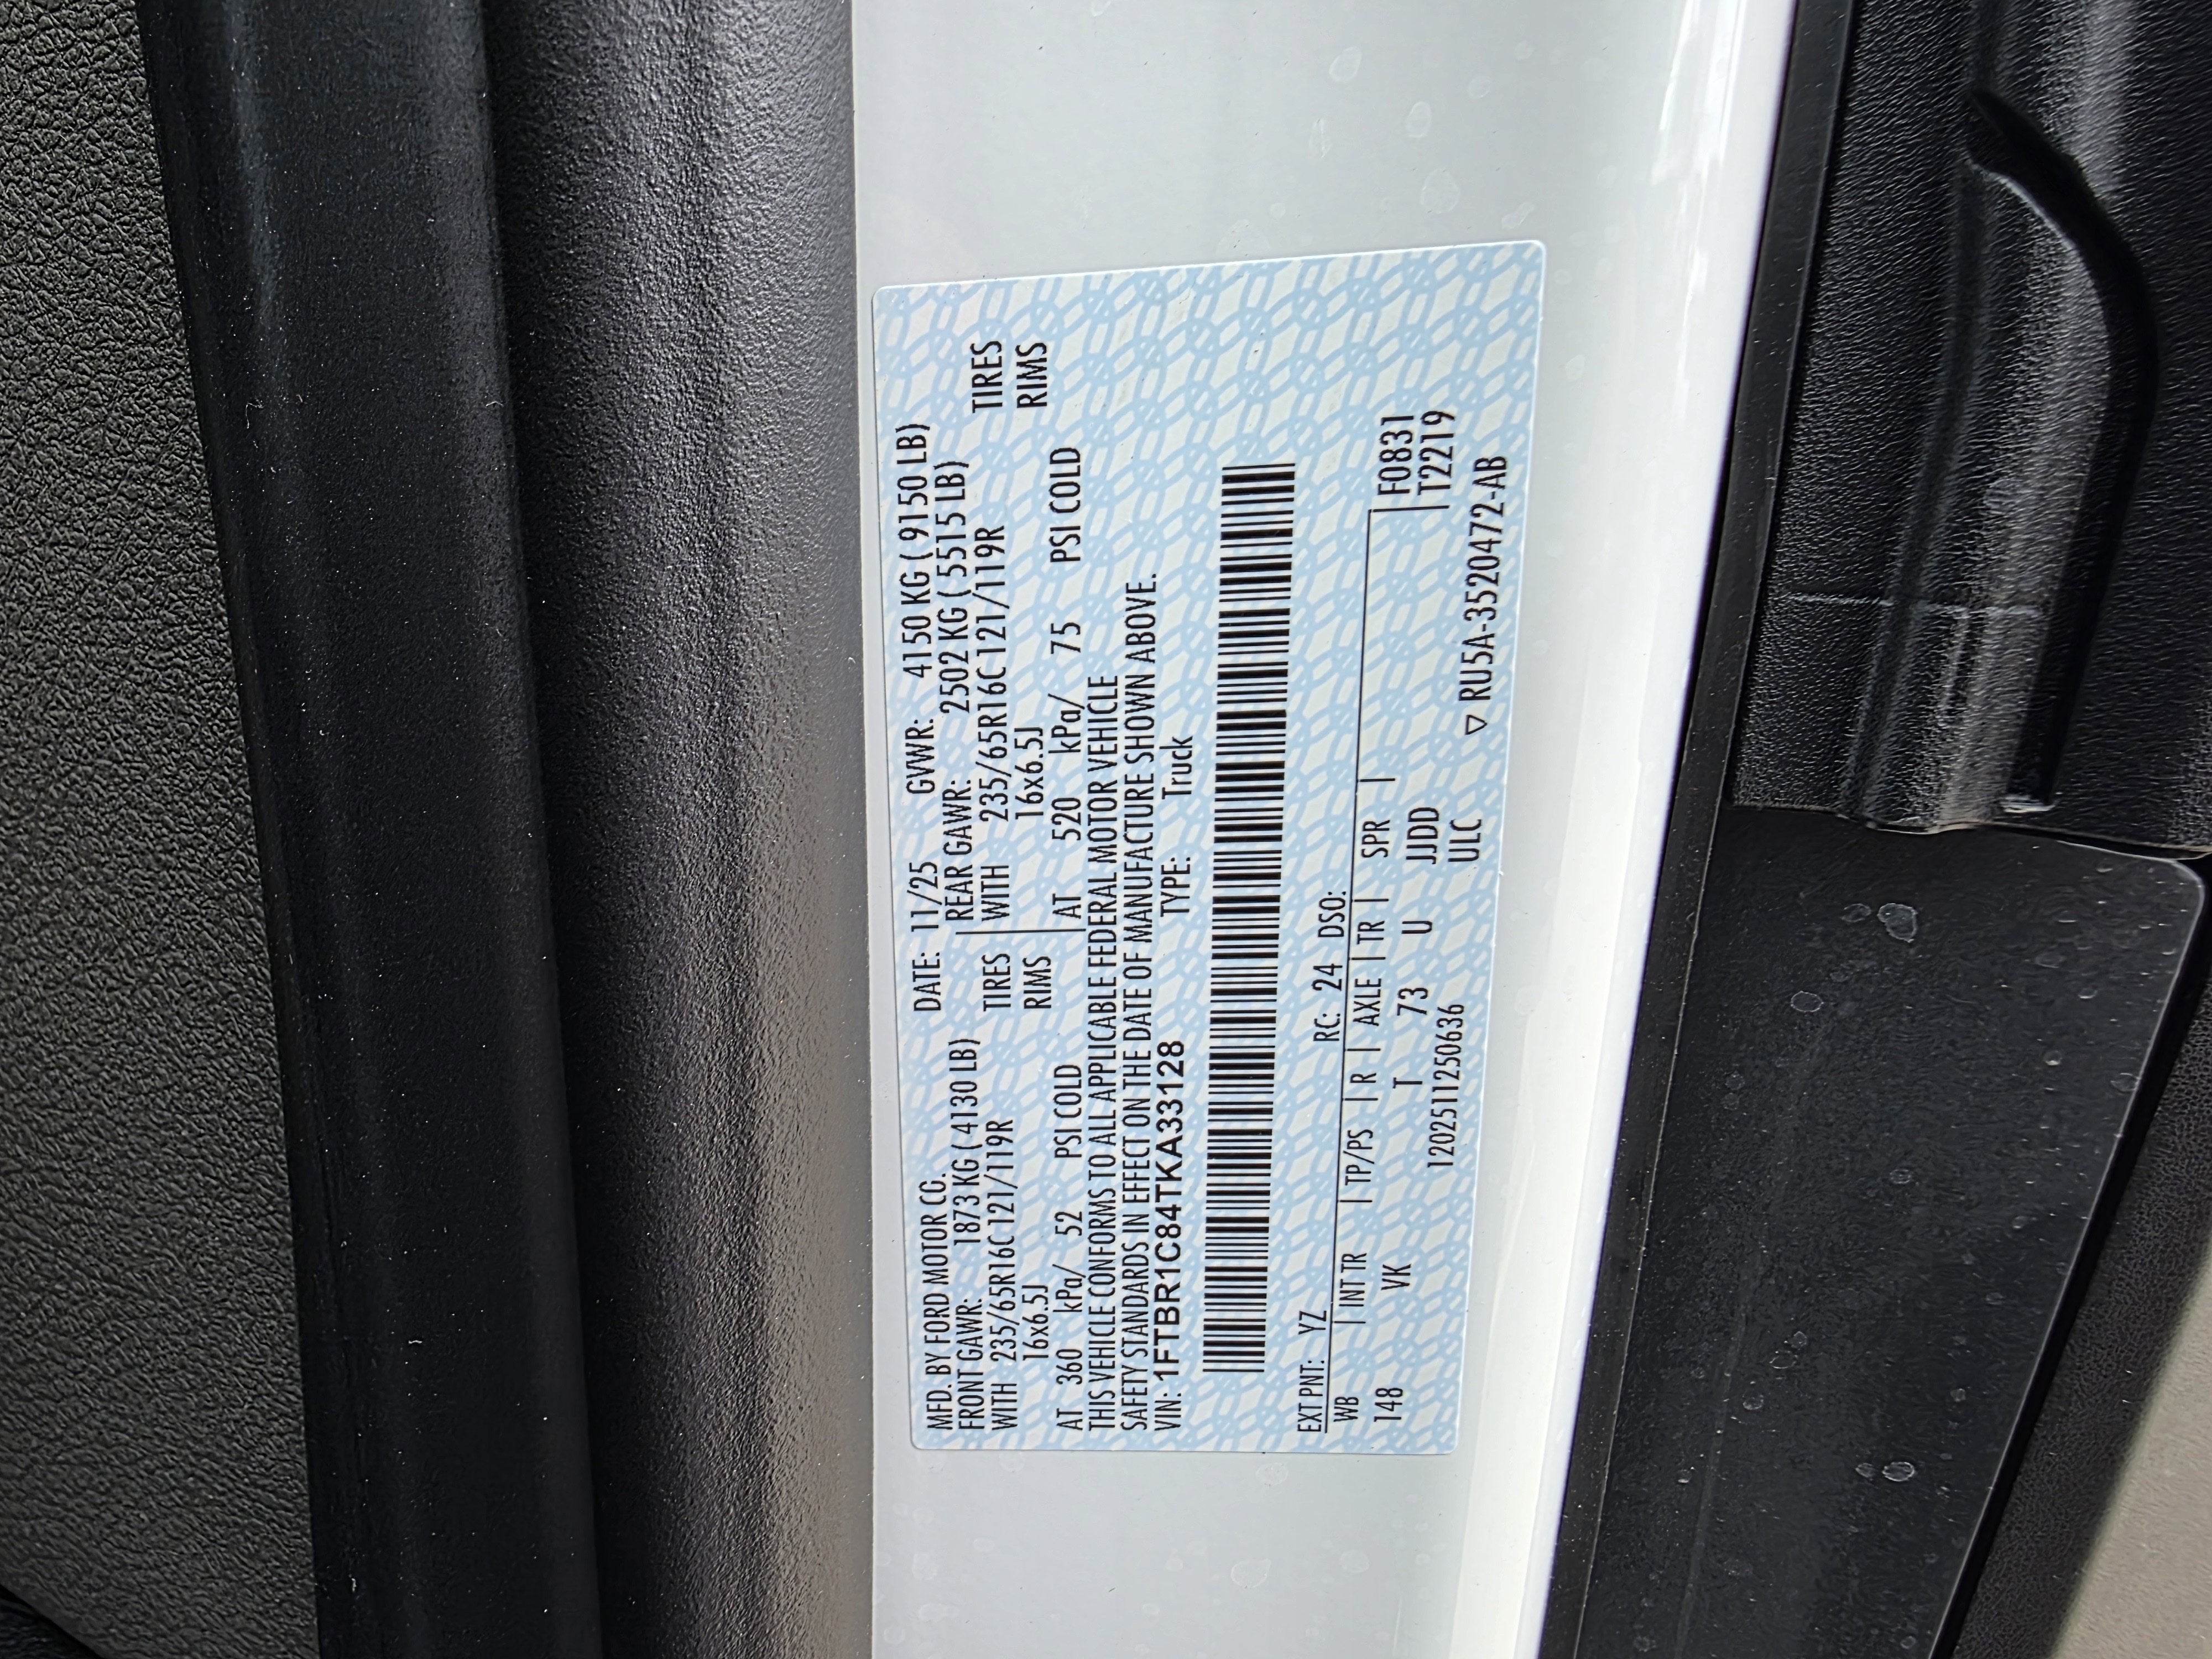 MFD. BY FORD MOTOR CO. DATE: 11/25 GVWR: 4150 KG ( 9150 LB)
FRONT GAWR: 1873 KG (4130 LB) REAR GAWR: 2502 KG ( 5515 LB)
WITH 235/65R16C 121/119R TIRES WITH 235/65R16C 121/119R TIRES
16x6.5J RIMS 16x6.5J RIMS
AT 360 kPa/ 52 PSI COLD AT 520 kPa/ 75 PSI COLD
THIS VEHICLE CONFORMS TO ALL APPLICABLE FEDERAL MOTOR VEHICLE
SAFETY STANDARDS IN EFFECT ON THE DATE OF MANUFACTURE SHOWN ABOVE.
VIN: 1FTBR1C84TKA33128 TYPE: Truck
EXT PNT: YZ RC: 24 DSO:
WB | INT TR | TP/PS | R | AXLE | TR | SPR | F0831
148 VK T 73 U JJDD T2219
1202511250636 ULC
▽ RU5A-3520472-AB